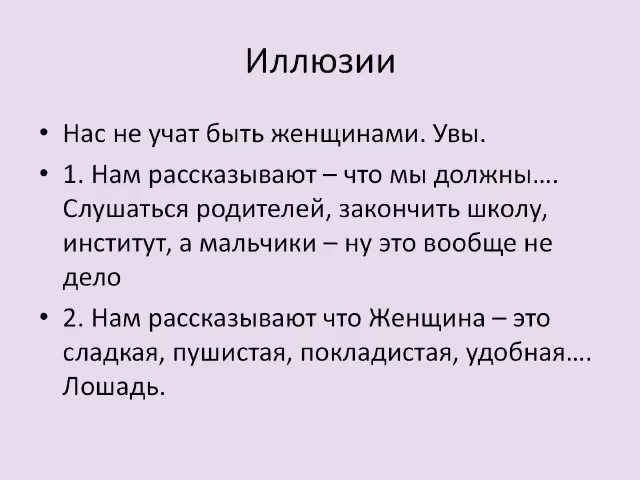 Иллюзии
• Нас не учат быть женщинами. Увы.
• 1. Нам рассказывают – что мы должны….
Слушаться родителей, закончить школу,
институт, а мальчики – ну это вообще не
дело
• 2. Нам рассказывают что Женщина – это
сладкая, пушистая, покладистая, удобная….
Лошадь.